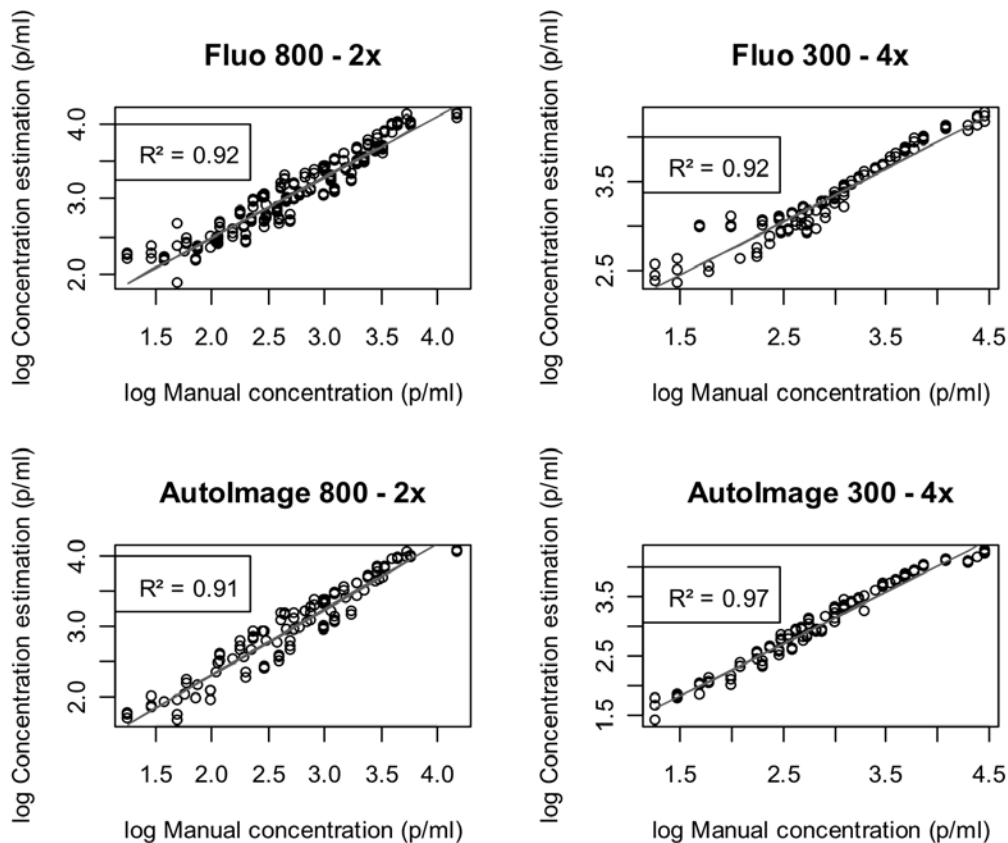 Fluo 800 - 2x
log Concentration estimation (p/ml)
4.0
3.0
2.0
R² = 0.92
1.5 2.0 2.5 3.0 3.5 4.0
log Manual concentration (p/ml)
Fluo 300 - 4x
log Concentration estimation (p/ml)
3.5
2.5
R² = 0.92
1.5 2.5 3.5 4.5
log Manual concentration (p/ml)
AutoImage 800 - 2x
log Concentration estimation (p/ml)
4.0
3.0
2.0
R² = 0.91
1.5 2.0 2.5 3.0 3.5 4.0
log Manual concentration (p/ml)
AutoImage 300 - 4x
log Concentration estimation (p/ml)
3.5
2.5
1.5
R² = 0.97
1.5 2.5 3.5 4.5
log Manual concentration (p/ml)